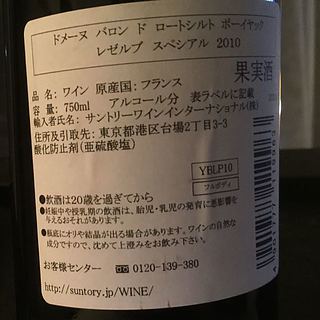 ドメーヌ バロン ド ロートシルト ポーイヤック
レゼルブ スペシアル 2010
果実酒
品 名: ワイン 原産国: フランス
容 量: 750ml アルコール分 表ラベルに記載
輸入者氏名: サントリーワインインターナショナル(株)
住所及引取先: 東京都港区台場2丁目3-3
酸化防止剤(亜硫酸塩)
YBLP10
フルボディ
●飲酒は20歳を過ぎてから
●妊娠中や授乳期の飲酒は、胎児・乳児の発育に悪影響を
与えるおそれがあります。
●瓶底にオリや結晶が出る場合があります。ワインの自然な
成分ですので、沈めて上澄みをお飲み下さい。
お客様センター 0120-139-380
http://suntory.jp/WINE/